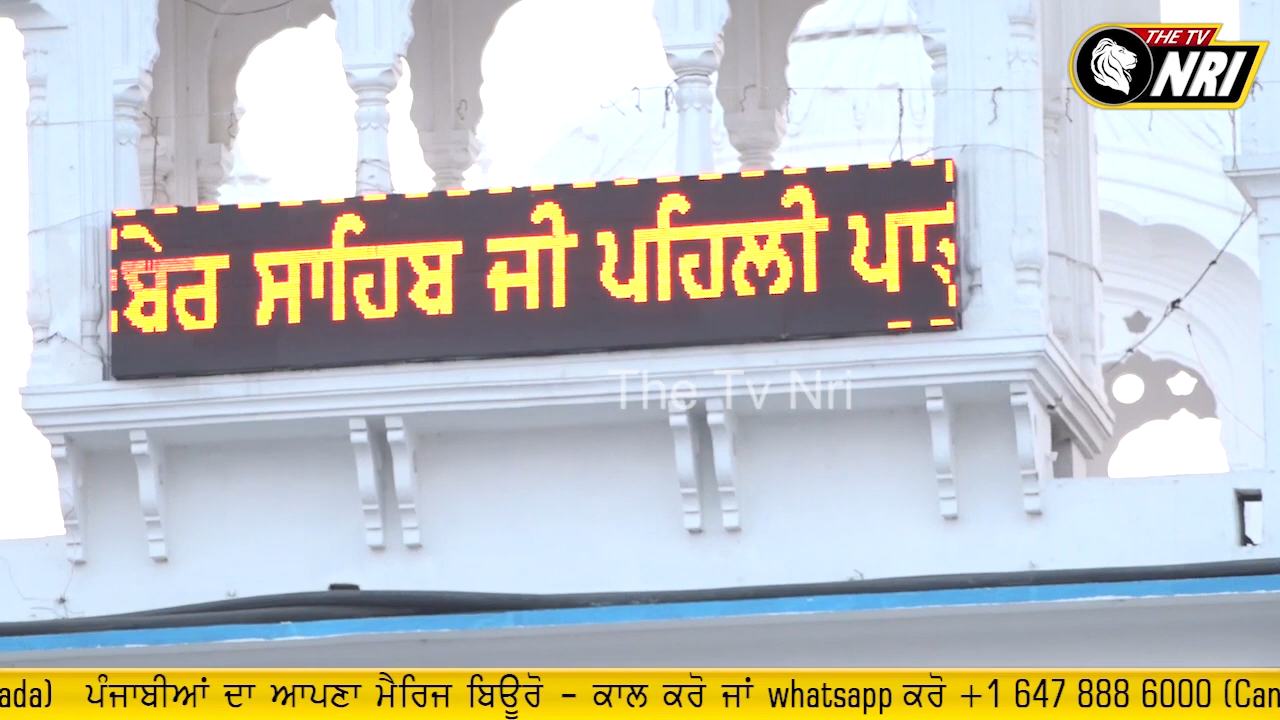 THE TV
NRI
ਬੇਰ ਸਾਹਿਬ ਜੀ ਪਹਿਲੀ ਪਾ
The Tv Nri
ada) ਪੰਜਾਬੀਆਂ ਦਾ ਆਪਣਾ ਮੈਰਿਜ ਬਿਊਰੋ - ਕਾਲ ਕਰੋ ਜਾਂ whatsapp ਕਰੋ +1 647 888 6000 (Can